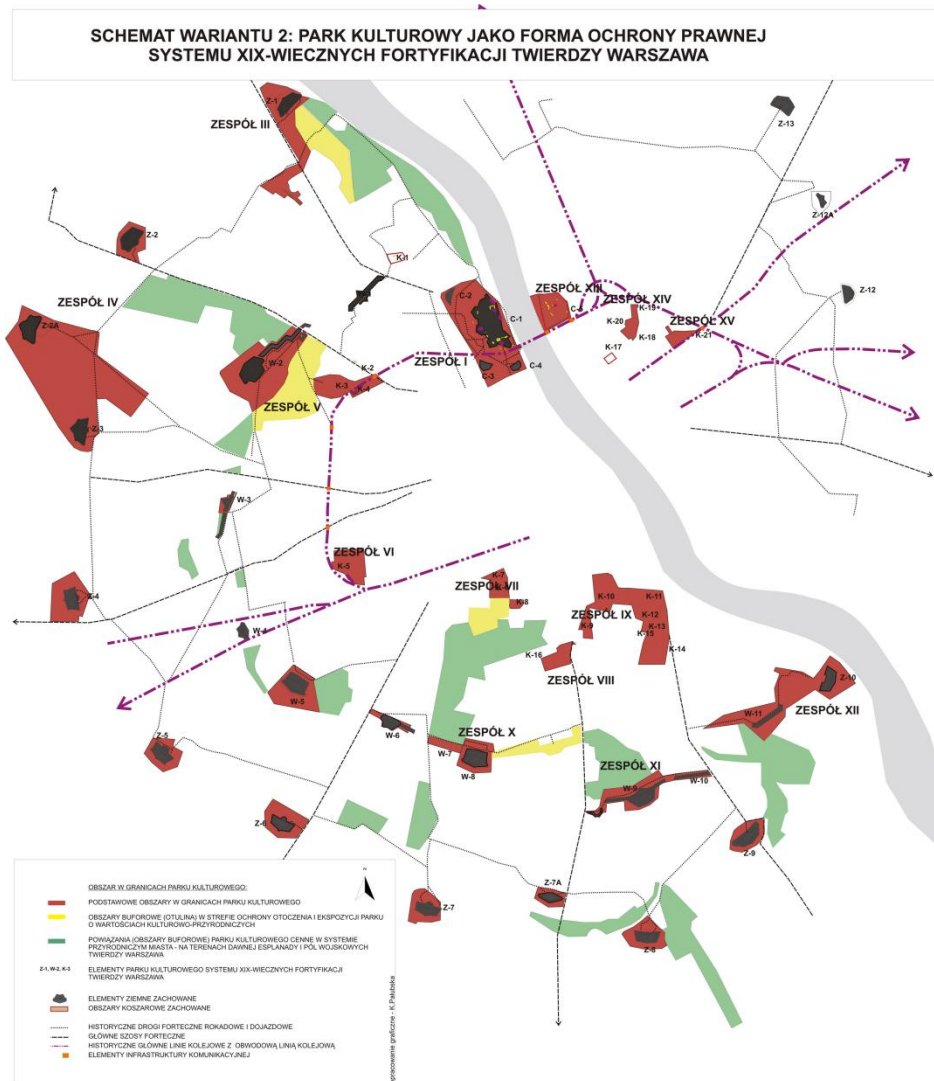 SCHEMAT WARIANTU 2: PARK KULTUROWY JAKO FORMA OCHRONY PRAWNEJ
SYSTEMU XIX-WIECZNYCH FORTYFIKACJI TWIERDZY WARSZAWA
Z-1
ZESPÓŁ III
Z-13
Z-12A
Z-2
K-1
Z-12
ZESPÓŁ IV
C-2
ZESPÓŁ XIII
ZESPÓŁ XIV
K-19
C-1
K-20
ZESPÓŁ XV
Z-2A
K-18
K-21
K-17
W-2
ZESPÓŁ I
K-2
C-3
C-4
K-3
K-4
ZESPÓŁ V
Z-3
W-3
ZESPÓŁ VI
K-5
K-7
ZESPÓŁ VII
K-8
K-10
K-11
Z-4
ZESPÓŁ IX
K-12
K-9
K-13
K-15
W-4
K-16
K-14
ZESPÓŁ VIII
Z-10
W-5
ZESPÓŁ XII
W-11
Z-5
W-6
ZESPÓŁ X
W-7
W-8
ZESPÓŁ XI
W-10
W-9
Z-6
Z-9
Z-7A
Z-7
Z-8
N
OBSZAR W GRANICACH PARKU KULTUROWEGO:
PODSTAWOWE OBSZARY W GRANICACH PARKU KULTUROWEGO
OBSZARY BUFOROWE (OTULINA) W STREFIE OCHRONY OTOCZENIA I EKSPOZYCJI PARKU
O WARTOŚCIACH KULTUROWO-PRZYRODNICZYCH
POWIĄZANIA (OBSZARY BUFOROWE) PARKU KULTUROWEGO CENNE W SYSTEMIE
PRZYRODNICZYM MIASTA - NA TERENACH DAWNEJ ESPLANADY I PÓL WOJSKOWYCH
TWIERDZY WARSZAWA
Z-1, W-2, K-3 ELEMENTY PARKU KULTUROWEGO SYSTEMU XIX-WIECZNYCH FORTYFIKACJI
TWIERDZY WARSZAWA
ELEMENTY ZIEMNE ZACHOWANE
OBSZARY KOSZAROWE ZACHOWANE
HISTORYCZNE DROGI FORTECZNE ROKADOWE I DOJAZDOWE
GŁÓWNE SZOSY FORTECZNE
HISTORYCZNE GŁÓWNE LINIE KOLEJOWE Z OBWODOWĄ LINIĄ KOLEJOWĄ
ELEMENTY INFRASTRUKTURY KOMUNIKACYJNEJ
opracowanie graficzne - K.Pałubska